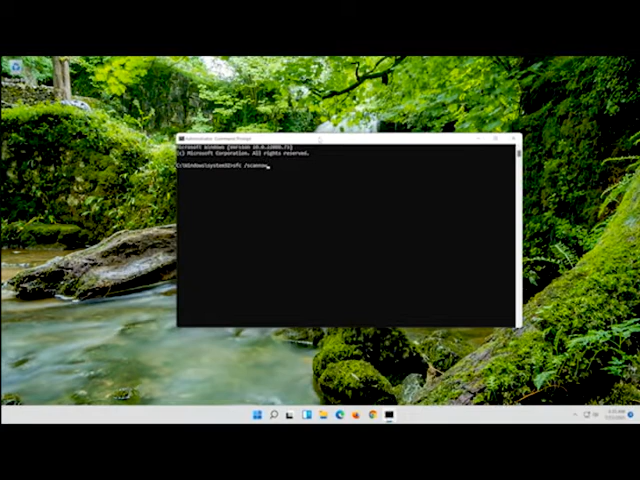 Administrator: Command Prompt
Microsoft Windows [Version 10.0.22000.71]
(c) Microsoft Corporation. All rights reserved.
C:\Windows\system32>sfc /scannow